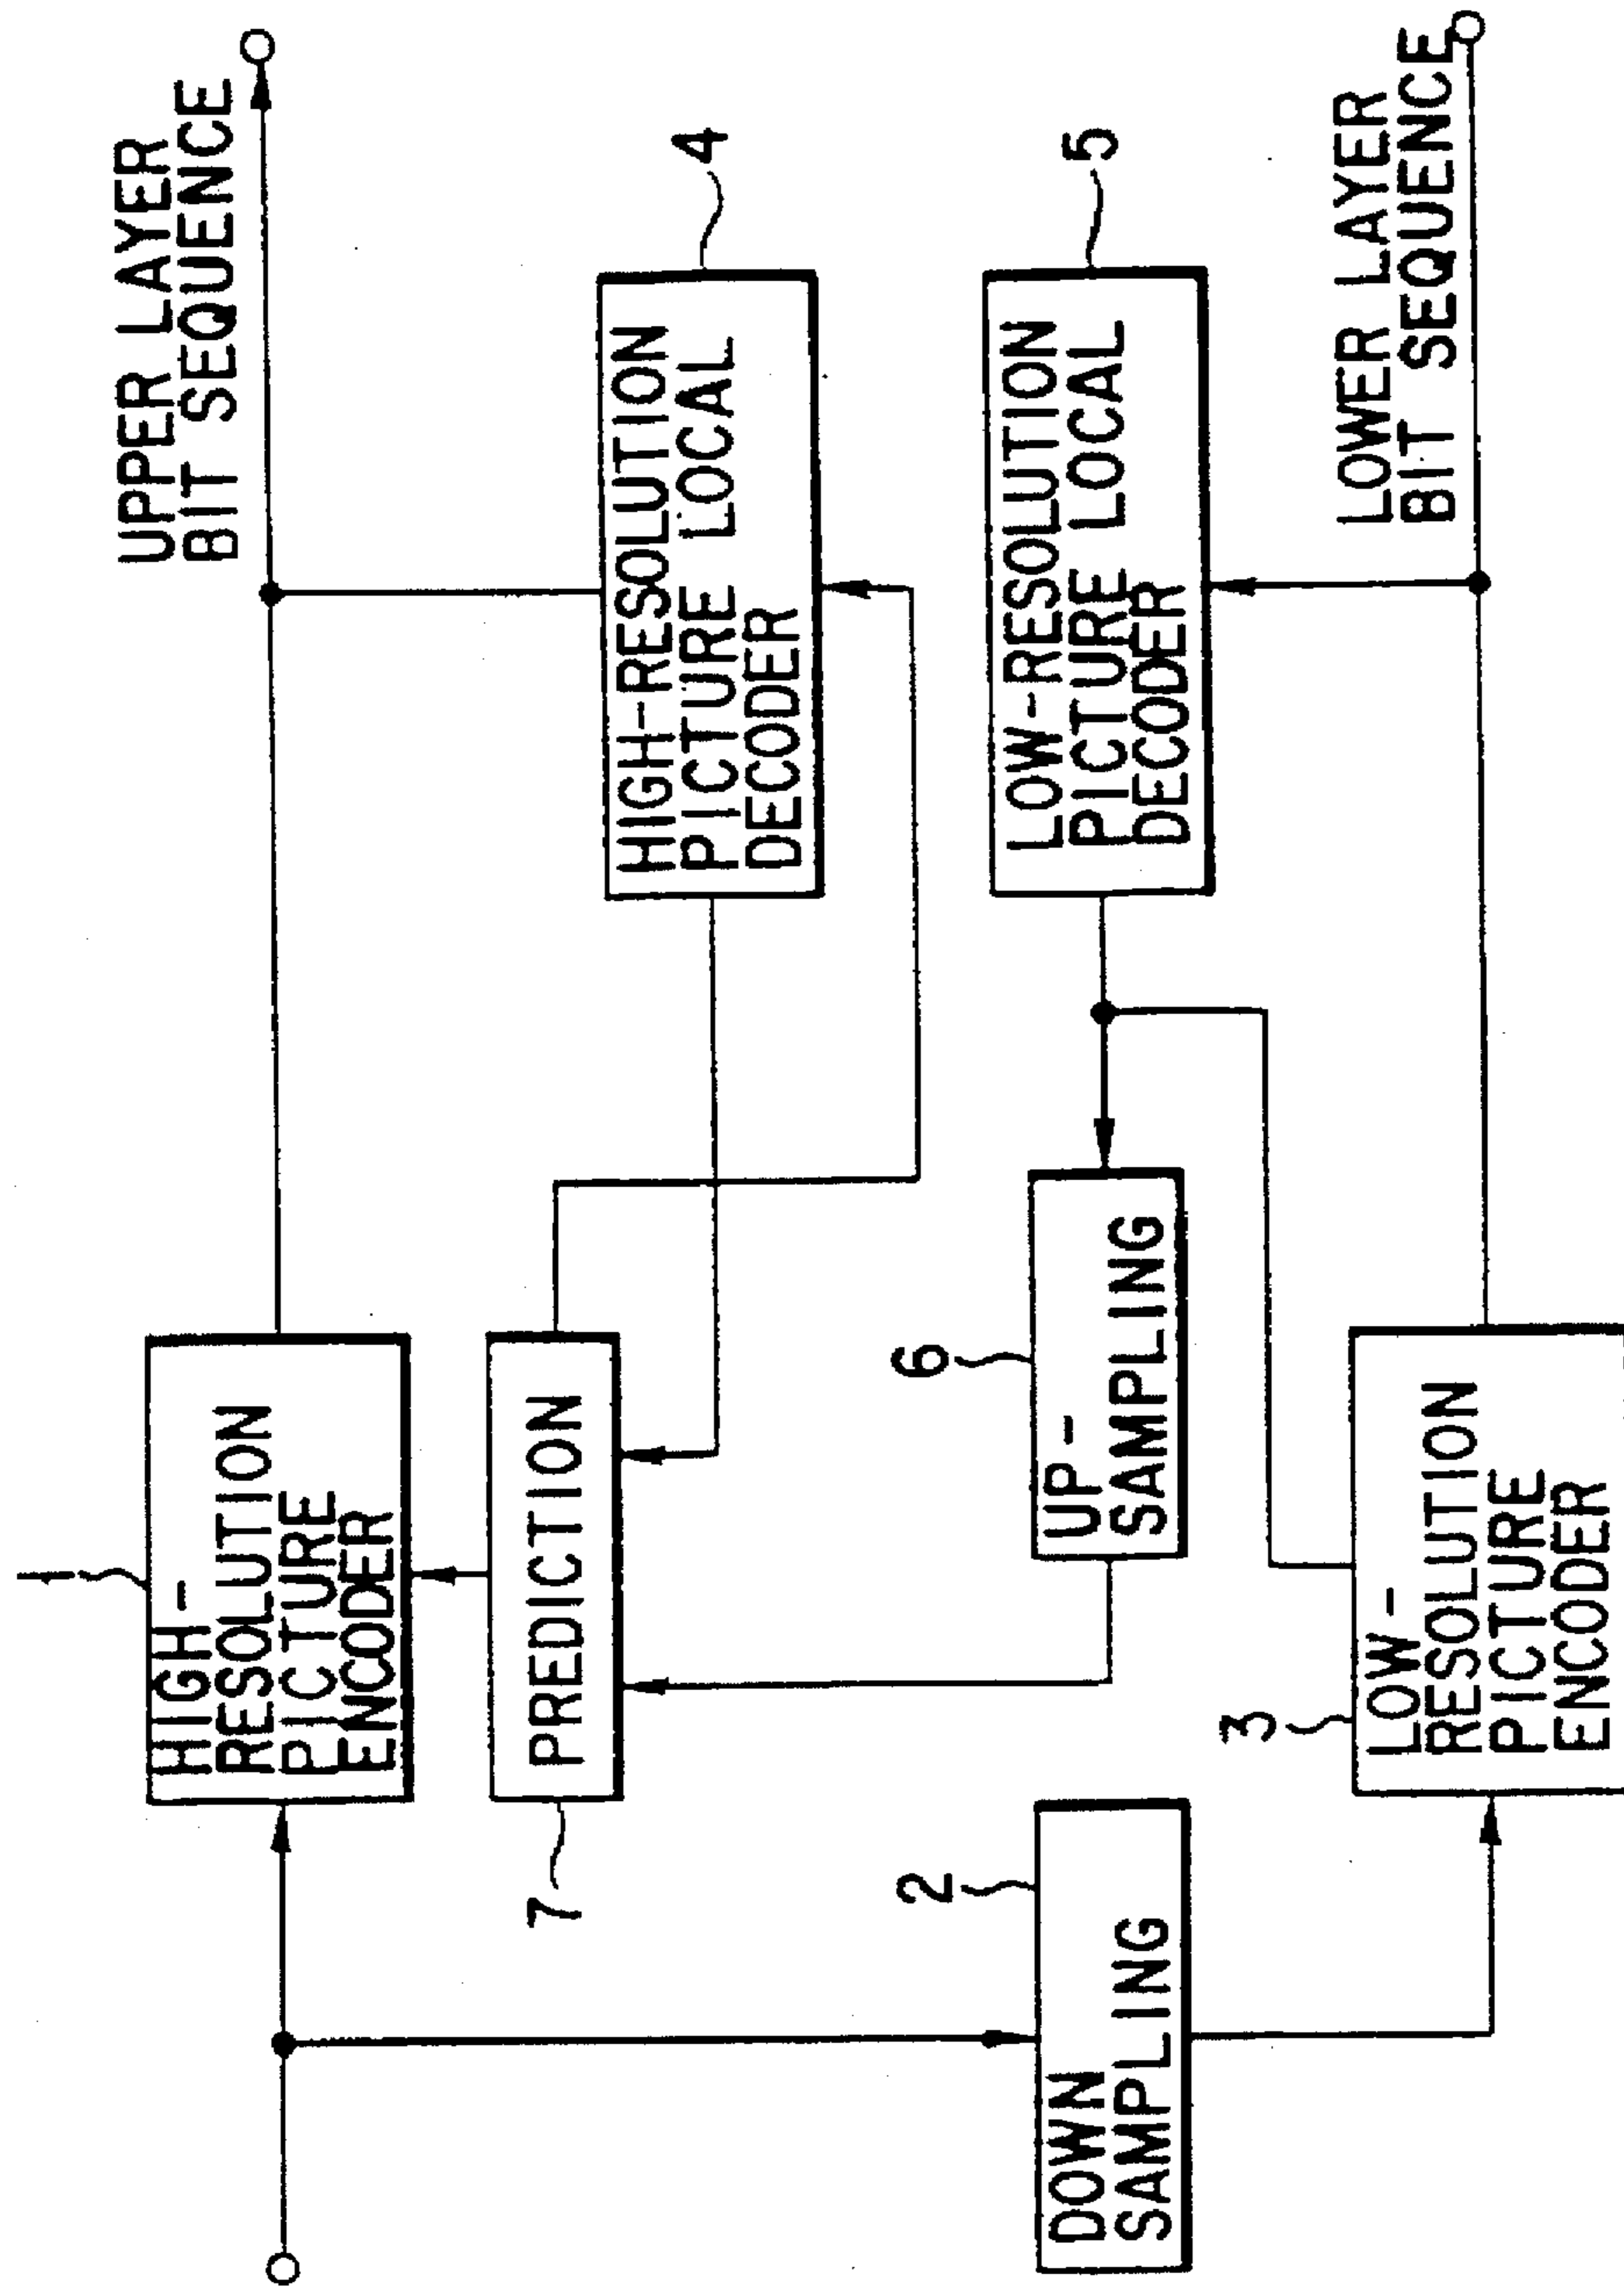 UPPER LAYER
BIT SEQUENCE
1
HIGH-
RESOLUTION
PICTURE
ENCODER
7
PREDICTION
4
HIGH-RESOLUTION
PICTURE LOCAL
DECODER
2
DOWN
SAMPLING
6
UP-
SAMPLING
5
LOW-RESOLUTION
PICTURE LOCAL
DECODER
3
LOW-
RESOLUTION
PICTURE
ENCODER
LOWER LAYER
BIT SEQUENCE